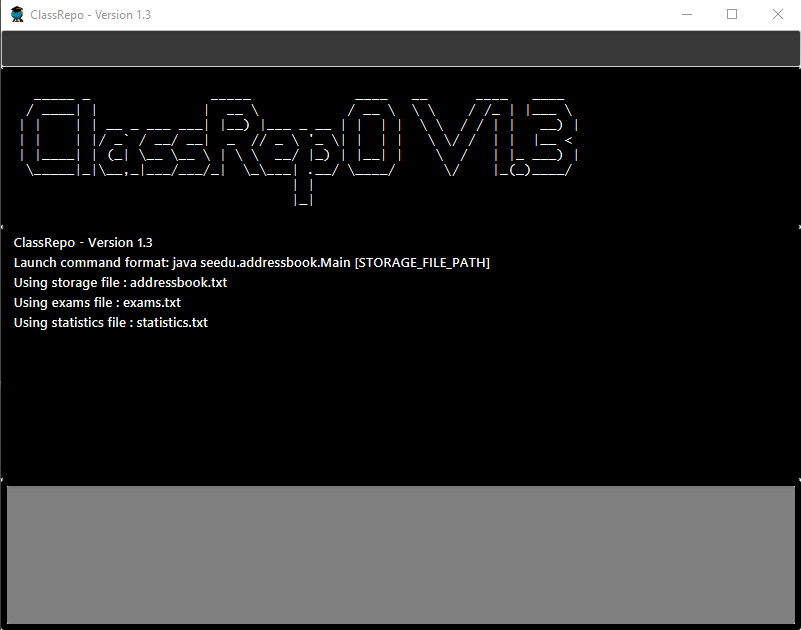 ClassRepo - Version 1.3
ClassRepO V1.3
ClassRepo - Version 1.3
Launch command format: java seedu.addressbook.Main [STORAGE_FILE_PATH]
Using storage file : addressbook.txt
Using exams file : exams.txt
Using statistics file : statistics.txt